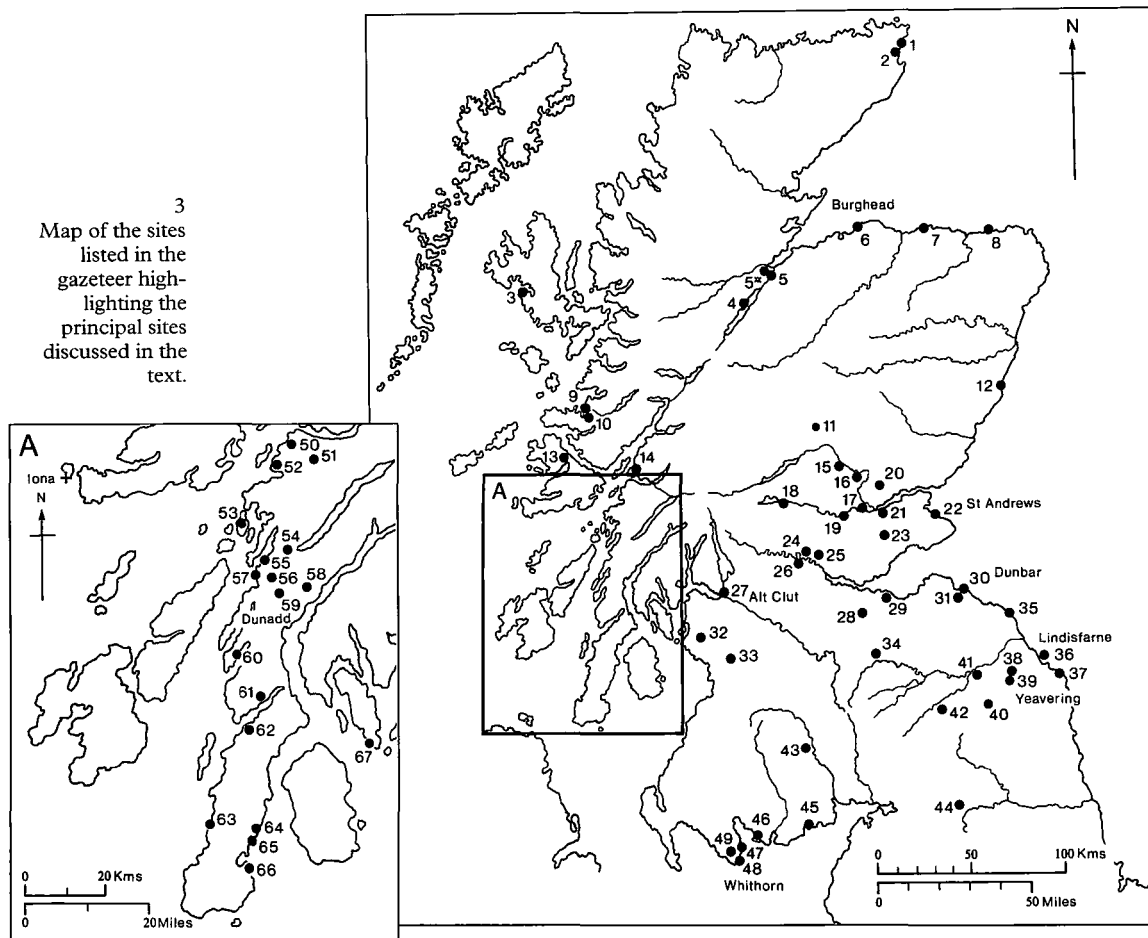 3
Map of the sites
listed in the
gazeteer high-
lighting the
principal sites
discussed in the
text.
N
1
2
Burghead
6
7
8
5*
5
3
4
12
9
10
11
13
14
15
16
20
18
17
21
22
St Andrews
19
23
24
25
26
27
Alt Clut
30
Dunbar
31
29
28
35
Lindisfarne
36
32
33
34
41
38
37
39
Yeavering
42
40
43
44
46
45
49
47
48
Whithorn
0 50 100 Kms
0 50 Miles
A
A
50
51
52
Iona
N
53
54
55
57
56
58
59
Dunadd
60
61
62
67
63
64
65
66
0 20 Kms
0 20 Miles